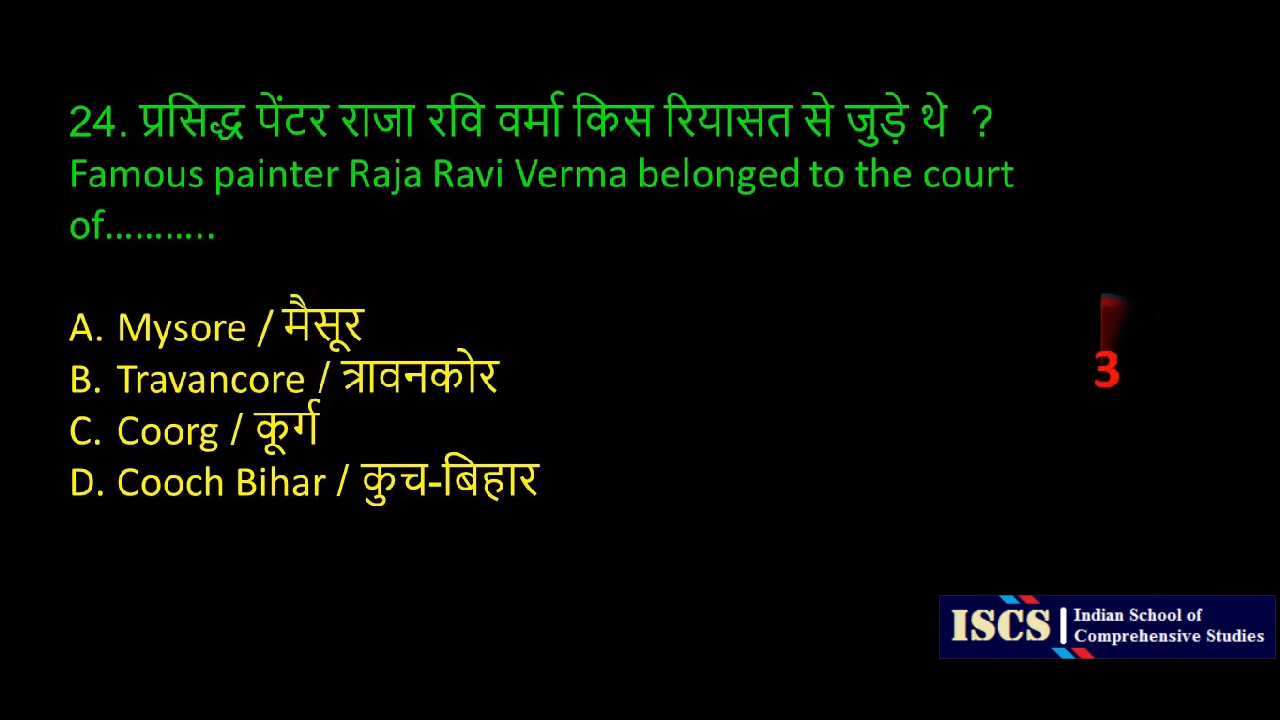 24. प्रसिद्ध पेंटर राजा रवि वर्मा किस रियासत से जुड़े थे ?
Famous painter Raja Ravi Verma belonged to the court
of………..
A. Mysore / मैसूर
B. Travancore / त्रावनकोर
C. Coorg / कूर्ग
D. Cooch Bihar / कुच-बिहार
3
ISCS | Indian School of
Comprehensive Studies